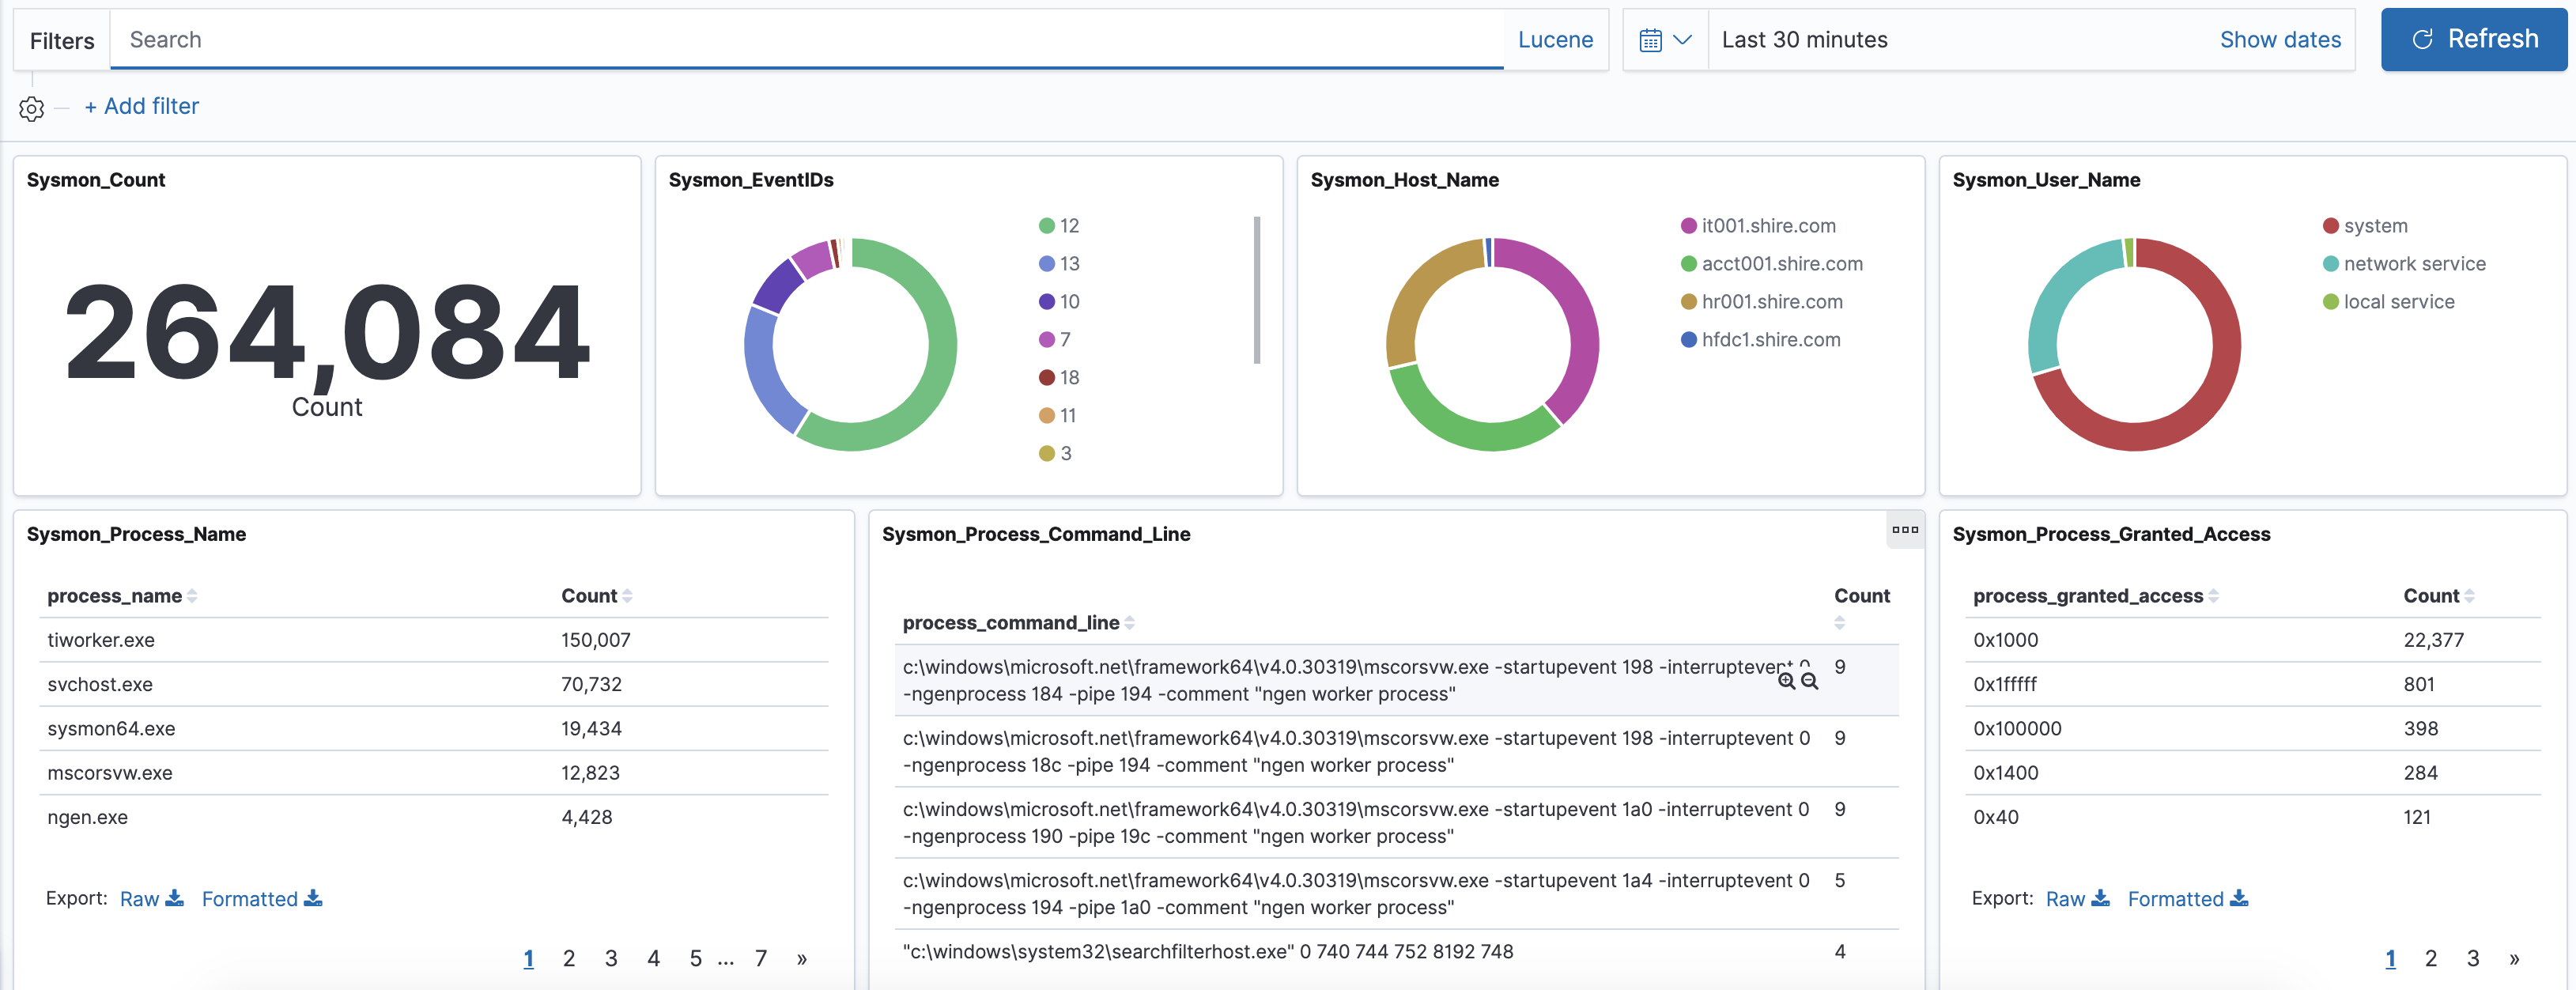 Filters Search Lucene Last 30 minutes Show dates Refresh
+ Add filter
Sysmon_Count
264,084
Count
Sysmon_EventIDs
12
13
10
7
18
11
3
Sysmon_Host_Name
it001.shire.com
acct001.shire.com
hr001.shire.com
hfdc1.shire.com
Sysmon_User_Name
system
network service
local service
Sysmon_Process_Name
process_name Count
tiworker.exe 150,007
svchost.exe 70,732
sysmon64.exe 19,434
mscorsvw.exe 12,823
ngen.exe 4,428
Export: Raw Formatted
1 2 3 4 5 ... 7 »
Sysmon_Process_Command_Line
Count
process_command_line
c:\windows\microsoft.net\framework64\v4.0.30319\mscorsvw.exe -startupevent 198 -interruptevent 0 9
-ngenprocess 184 -pipe 194 -comment "ngen worker process"
c:\windows\microsoft.net\framework64\v4.0.30319\mscorsvw.exe -startupevent 198 -interruptevent 0 9
-ngenprocess 18c -pipe 194 -comment "ngen worker process"
c:\windows\microsoft.net\framework64\v4.0.30319\mscorsvw.exe -startupevent 1a0 -interruptevent 0 9
-ngenprocess 190 -pipe 19c -comment "ngen worker process"
c:\windows\microsoft.net\framework64\v4.0.30319\mscorsvw.exe -startupevent 1a4 -interruptevent 0 5
-ngenprocess 194 -pipe 1a0 -comment "ngen worker process"
"c:\windows\system32\searchfilterhost.exe" 0 740 744 752 8192 748 4
Sysmon_Process_Granted_Access
process_granted_access Count
0x1000 22,377
0x1fffff 801
0x100000 398
0x1400 284
0x40 121
Export: Raw Formatted
1 2 3 »